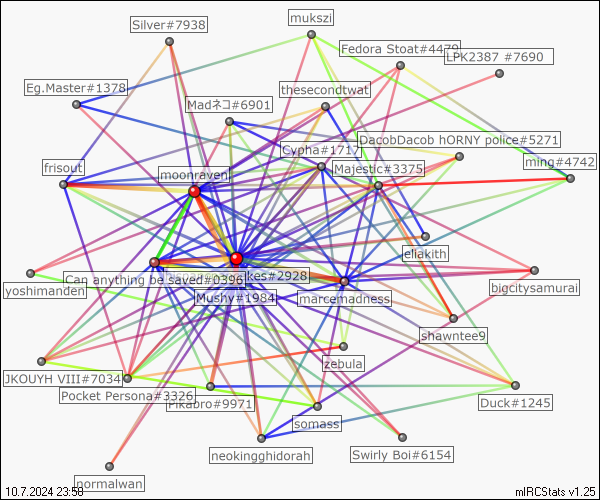 Silver#7938
mukszi
Fedora Stoat#4479
LPK2387 #7690
Eg.Master#1378
thesecondtwat
Madネコ#6901
DacobDacob hORNY police#5271
Cypha#1717
Majestic#3375
ming#4742
frisout
moonraven
eliakith
kes#2928
Can anything be saved#0396
yoshimanden
bigcitysamurai
Mushy#1984
marcemadness
shawntee9
zebula
JKOUYH VIII#7034
Pocket Persona#3326
Pikabro#9971
Duck#1245
somass
neokingghidorah
Swirly Boi#6154
normalwan
10.7.2024 23:58
mIRCStats v1.25